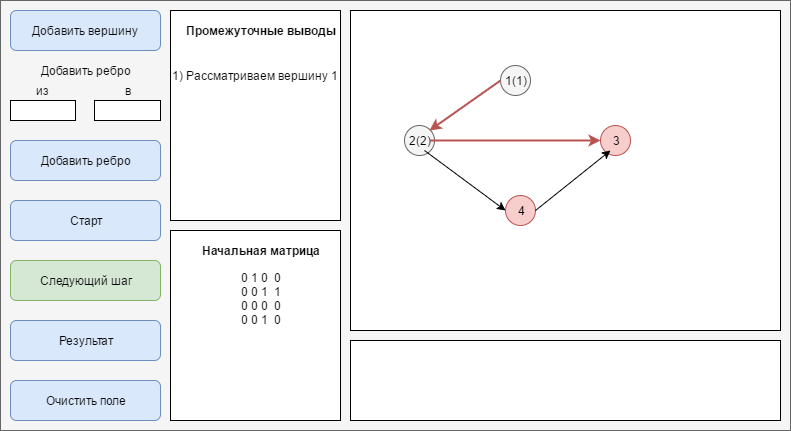 Добавить вершину
Добавить ребро
из в
Добавить ребро
Старт
Следующий шаг
Результат
Очистить поле
Промежуточные выводы
1) Рассматриваем вершину 1
Начальная матрица
0 1 0 0
0 0 1 1
0 0 0 0
0 0 1 0
1(1)
2(2)
3
4